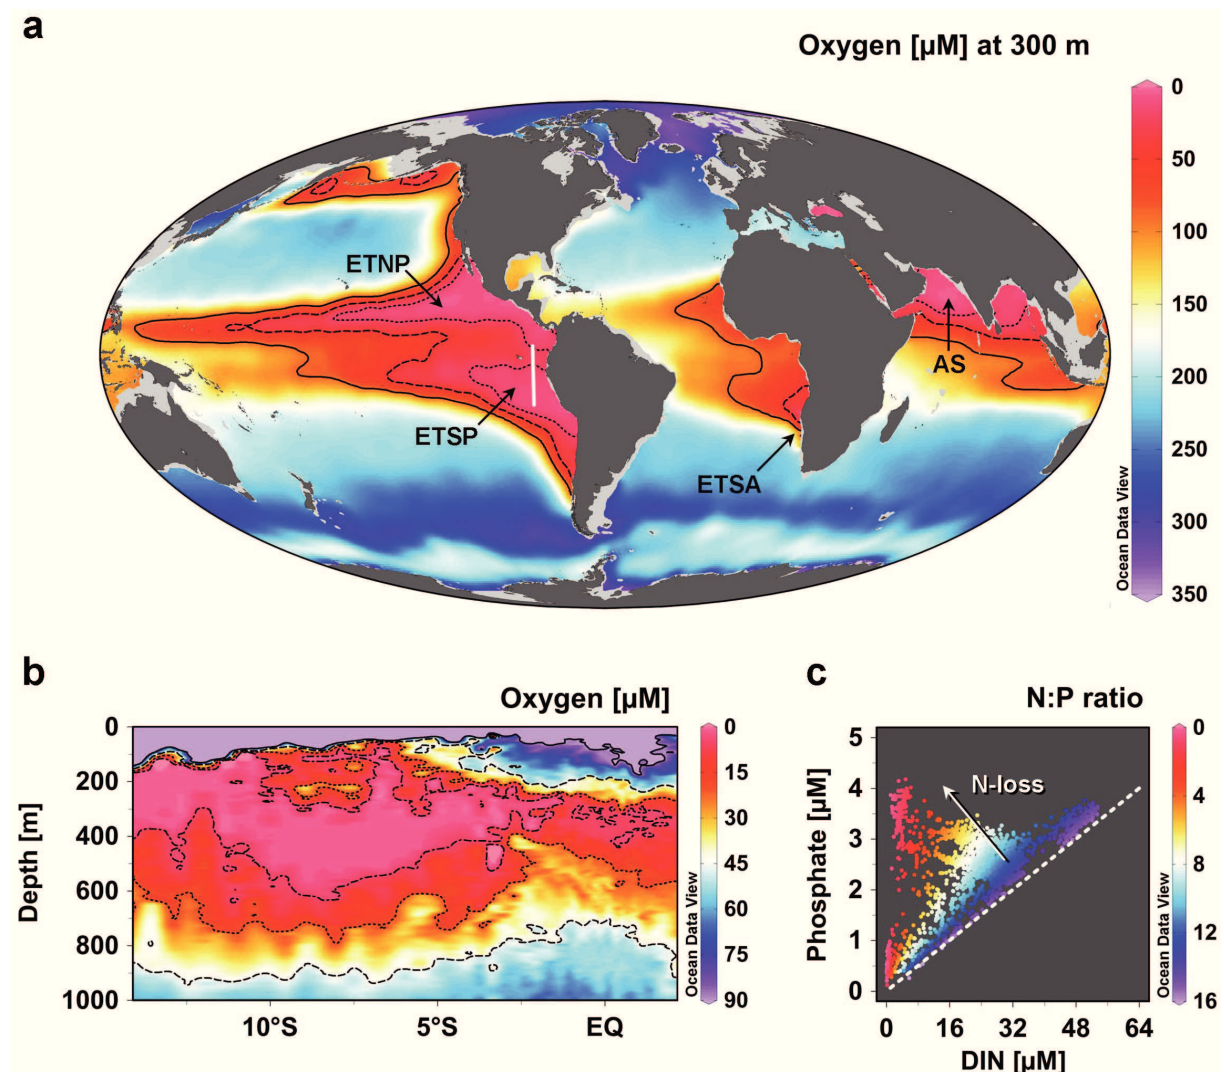 a
Oxygen [µM] at 300 m
0
50
100
150
200
250
300
350
Ocean Data View
ETNP
ETSP
ETSA
AS
b
Oxygen [µM]
0
15
30
45
60
75
90
Ocean Data View
Depth [m]
0
200
400
600
800
1000
10°S
5°S
EQ
c
N:P ratio
0
4
8
12
16
Ocean Data View
N-loss
Phosphate [µM]
5
4
3
2
1
0
0
16
32
48
64
DIN [µM]